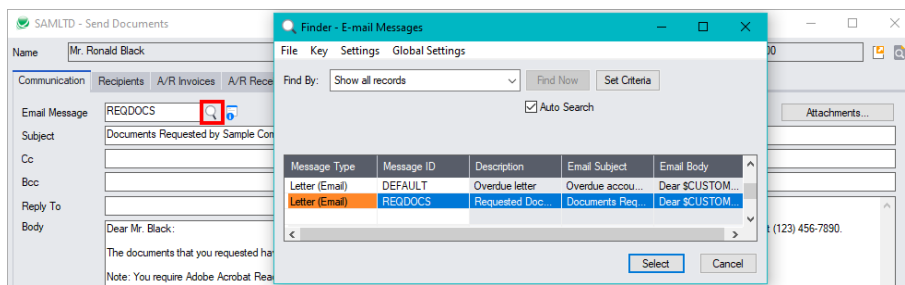 SAMLTD - Send Documents
Finder - E-mail Messages
Name Mr. Ronald Black
File Key Settings Global Settings
Communication Recipients A/R Invoices A/R Rece
Find By: Show all records Find Now Set Criteria
Auto Search
Email Message REQDOCS Attachments...
Subject Documents Requested by Sample Con
Cc
Bcc
Reply To
Body
Message Type Message ID Description Email Subject Email Body
Letter (Email) DEFAULT Overdue letter Overdue accou... Dear $CUSTOM...
Letter (Email) REQDOCS Requested Doc... Documents Req... Dear $CUSTOM...
Dear Mr. Black: (123) 456-7890.
The documents that you requested ha
Note: You require Adobe Acrobat Rea
Select Cancel